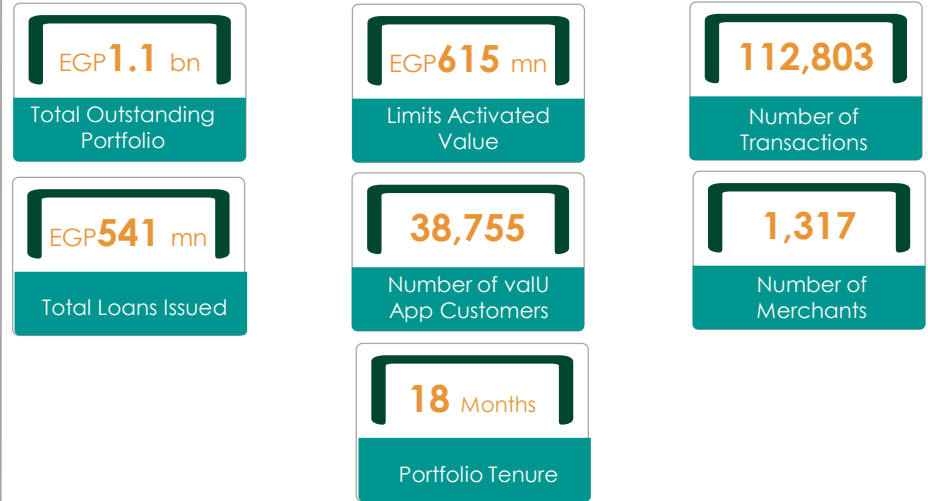 EGP1.1 bn
Total Outstanding
Portfolio
EGP615 mn
Limits Activated
Value
112,803
Number of
Transactions
EGP541 mn
Total Loans Issued
38,755
Number of valU
App Customers
1,317
Number of
Merchants
18 Months
Portfolio Tenure